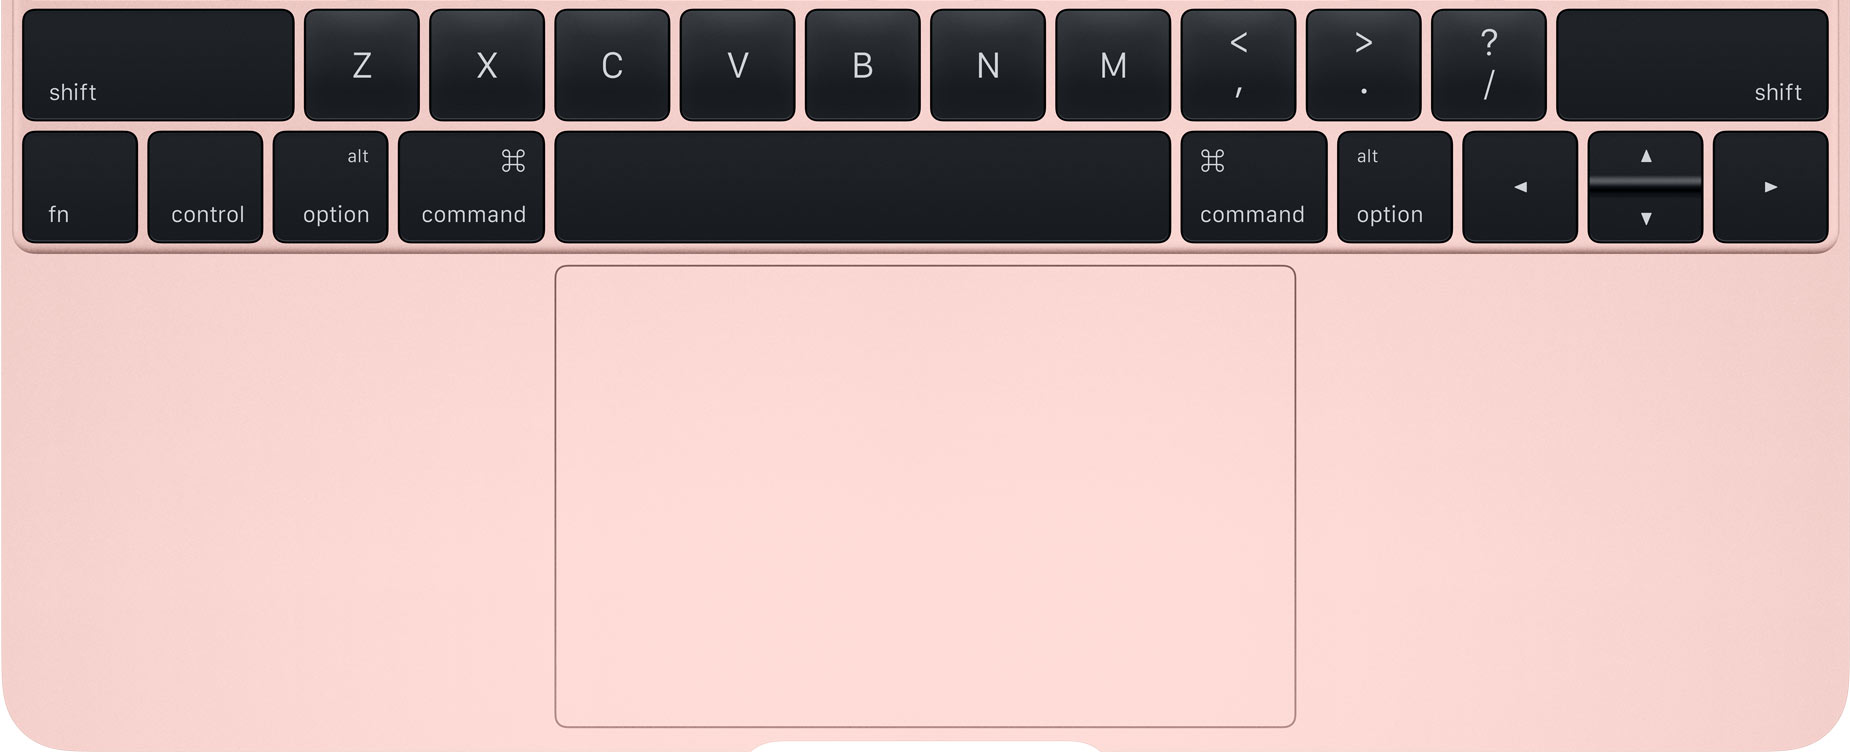 shift Z X C V B N M < > ? shift
, . /
alt ⌘ ⌘ alt ▲
fn control option command command option ◀ ▼ ▶